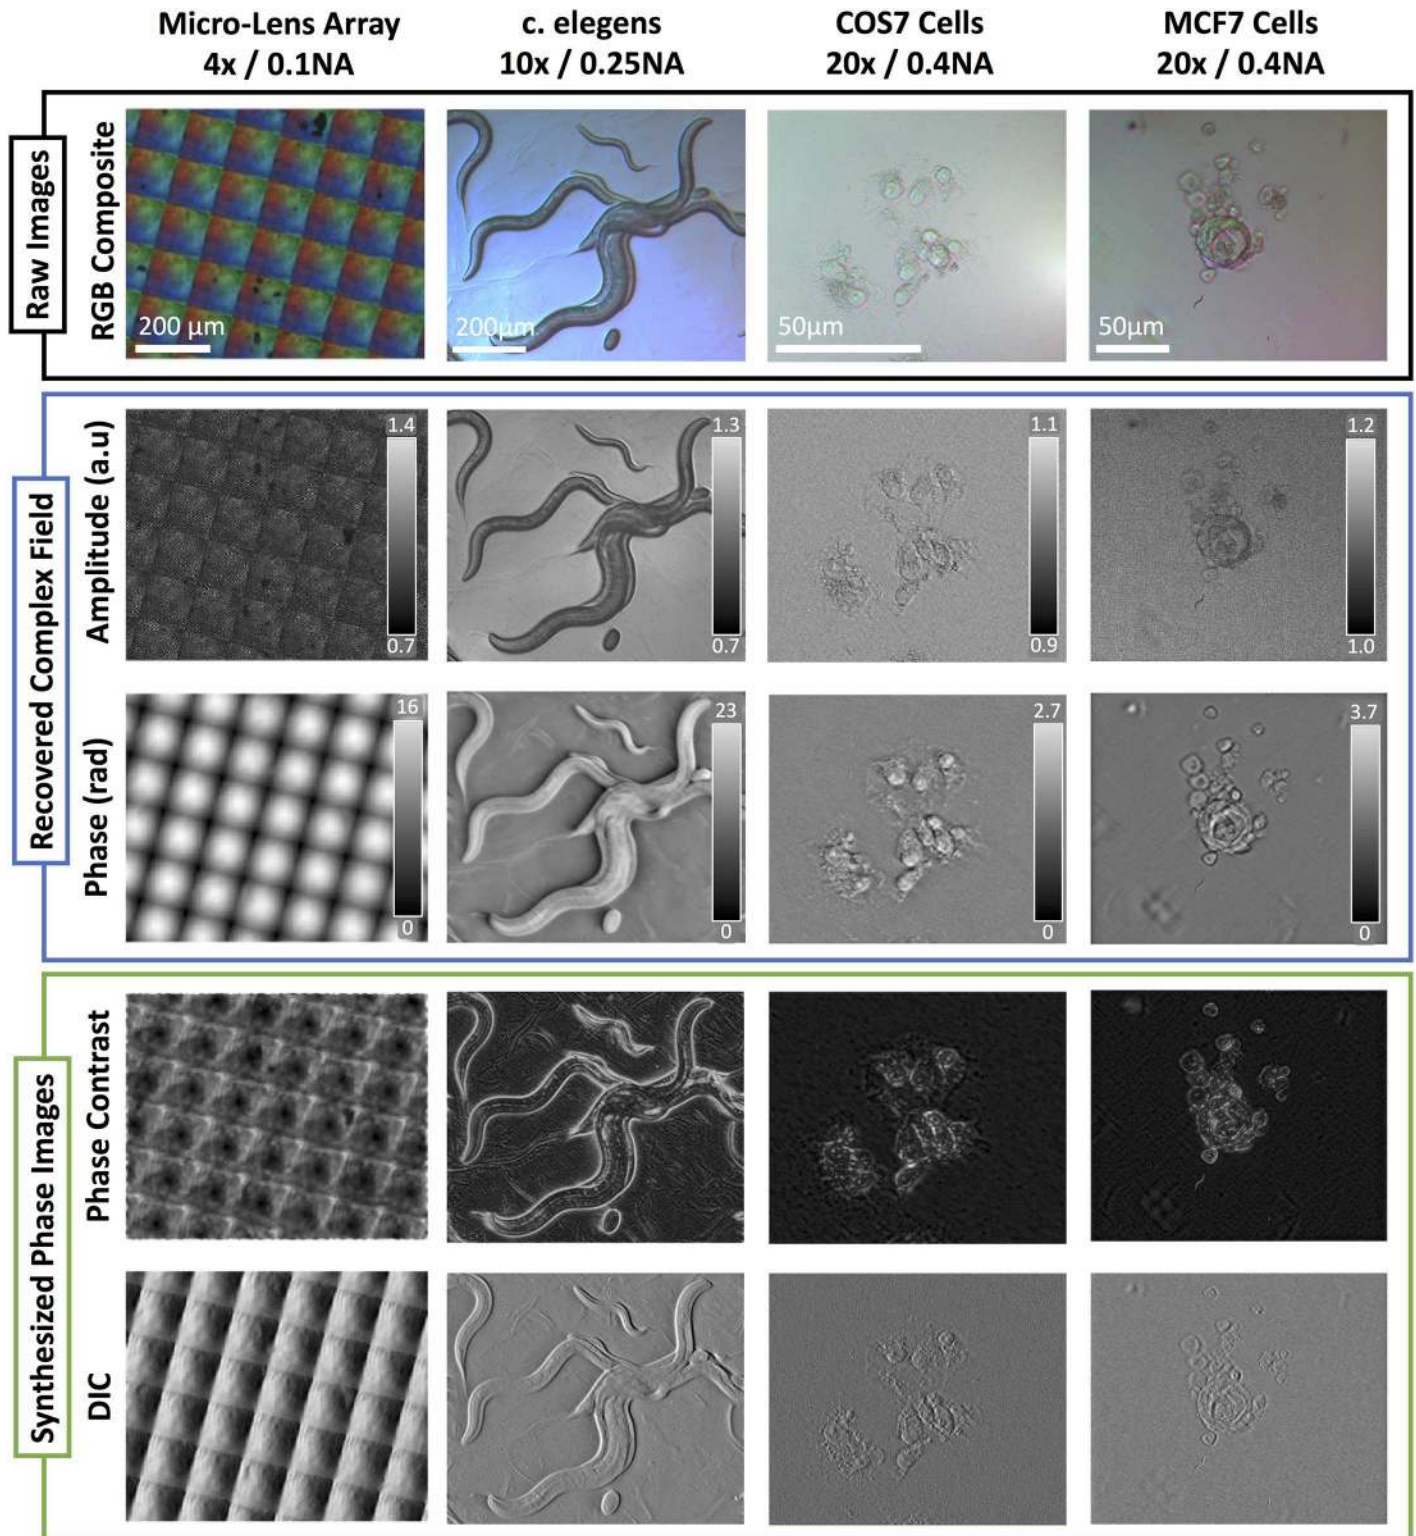 Micro-Lens Array
4x / 0.1NA
c. elegens
10x / 0.25NA
COS7 Cells
20x / 0.4NA
MCF7 Cells
20x / 0.4NA
Raw Images
RGB Composite
200 µm
200µm
50µm
50µm
Recovered Complex Field
Amplitude (a.u)
1.4
0.7
1.3
0.7
1.1
0.9
1.2
1.0
Phase (rad)
16
0
23
0
2.7
0
3.7
0
Synthesized Phase Images
Phase Contrast
DIC